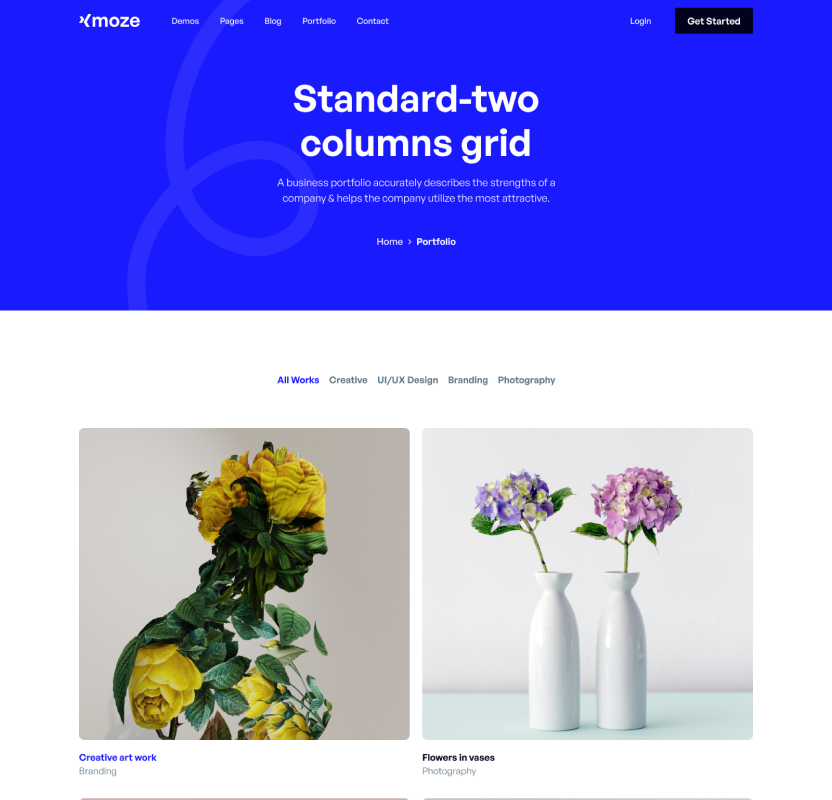 moze
Demos Pages Blog Portfolio Contact
Login
Get Started
Standard-two
columns grid
A business portfolio accurately describes the strengths of a
company & helps the company utilize the most attractive.
Home > Portfolio
All Works Creative UI/UX Design Branding Photography
Creative art work
Branding
Flowers in vases
Photography